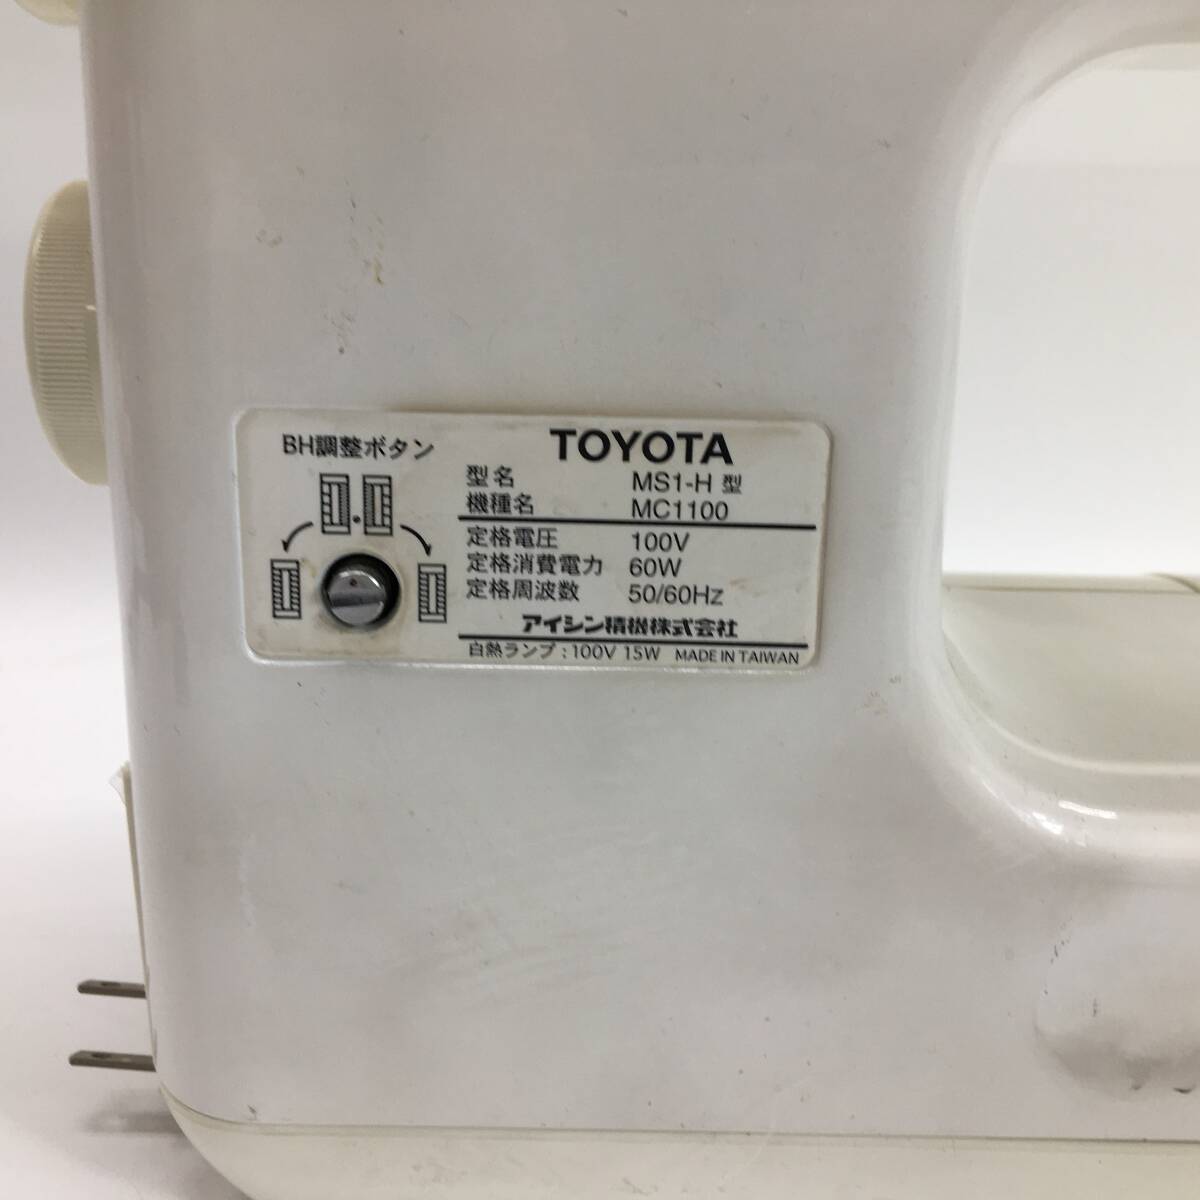 BH調整ボタン
TOYOTA
型名 MS1-H 型
機種名 MC1100
定格電圧 100V
定格消費電力 60W
定格周波数 50/60Hz
アイシン精機株式会社
白熱ランプ:100V 15W MADE IN TAIWAN